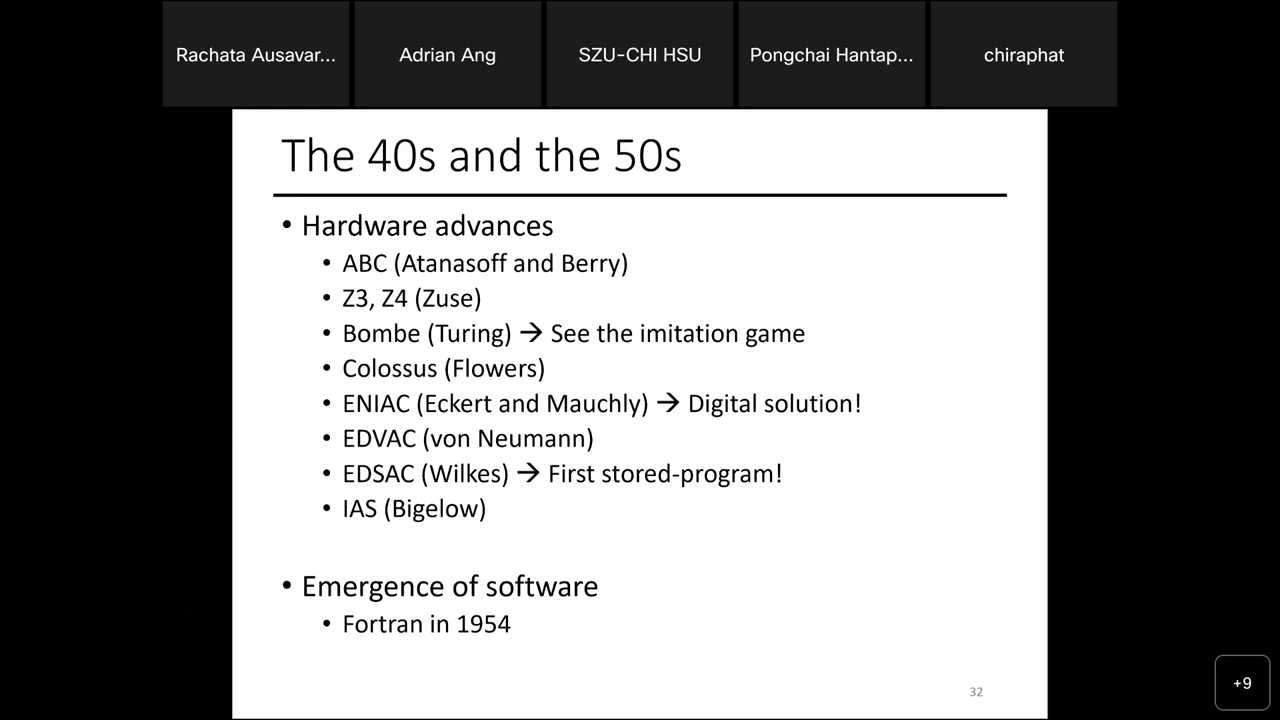 Rachata Ausavar...
Adrian Ang
SZU-CHI HSU
Pongchai Hantap...
chiraphat
The 40s and the 50s
• Hardware advances
• ABC (Atanasoff and Berry)
• Z3, Z4 (Zuse)
• Bombe (Turing) → See the imitation game
• Colossus (Flowers)
• ENIAC (Eckert and Mauchly) → Digital solution!
• EDVAC (von Neumann)
• EDSAC (Wilkes) → First stored-program!
• IAS (Bigelow)
• Emergence of software
• Fortran in 1954
32
+9